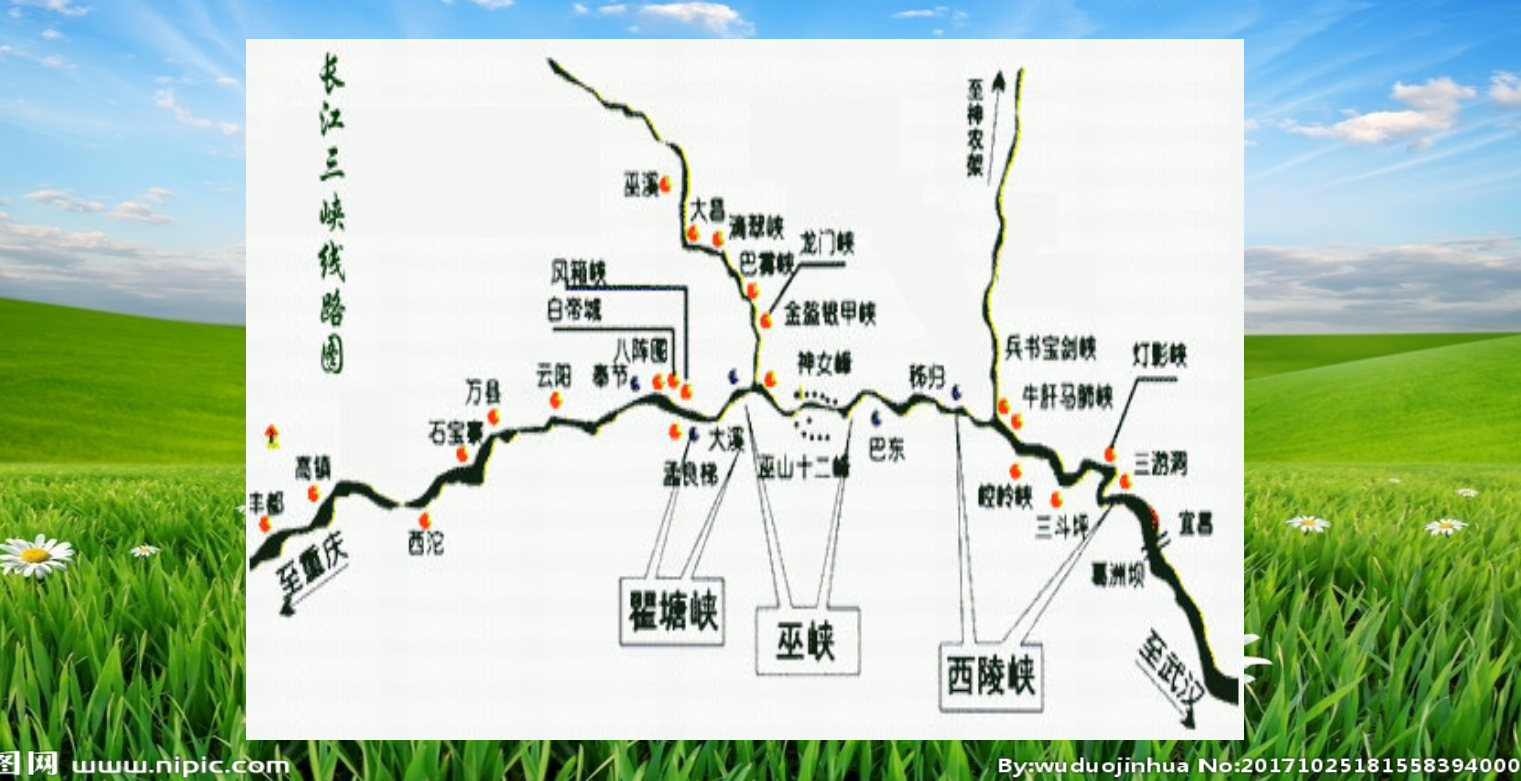 长江三峡线路图
至神农架
巫溪
大昌
滴翠峡
龙门峡
巴雾峡
风箱峡
白帝城
金盔银甲峡
八阵图
兵书宝剑峡
灯影峡
神女峰
云阳
奉节
秭归
万县
牛肝马肺峡
石宝寨
大溪
巴东
孟良梯
巫山十二峰
三游洞
高镇
崆岭峡
丰都
三斗坪
宜昌
西沱
至重庆
葛洲坝
瞿塘峡
巫峡
西陵峡
至武汉
图网 www.nipic.com
By:wuduojinhua No:20171025181558394000